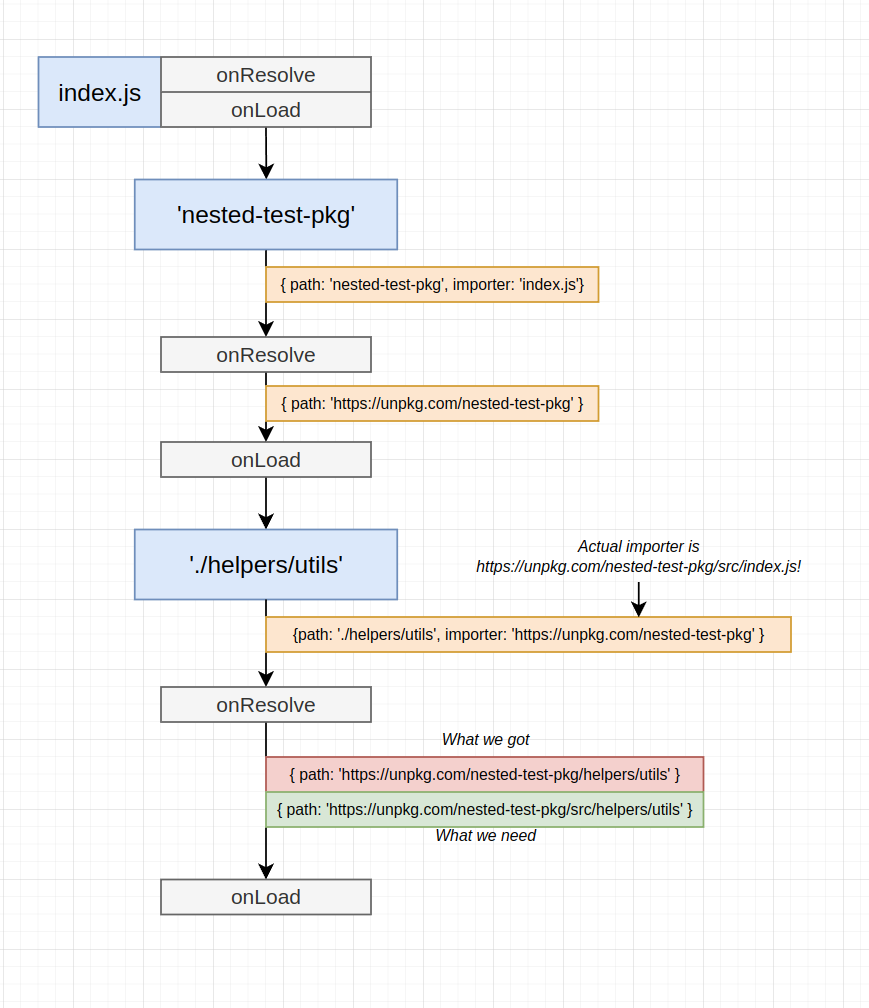 index.js
onResolve
onLoad
'nested-test-pkg'
{ path: 'nested-test-pkg', importer: 'index.js'}
onResolve
{ path: 'https://unpkg.com/nested-test-pkg' }
onLoad
'./helpers/utils'
Actual importer is
https://unpkg.com/nested-test-pkg/src/index.js!
{path: './helpers/utils', importer: 'https://unpkg.com/nested-test-pkg' }
onResolve
What we got
{ path: 'https://unpkg.com/nested-test-pkg/helpers/utils' }
{ path: 'https://unpkg.com/nested-test-pkg/src/helpers/utils' }
What we need
onLoad